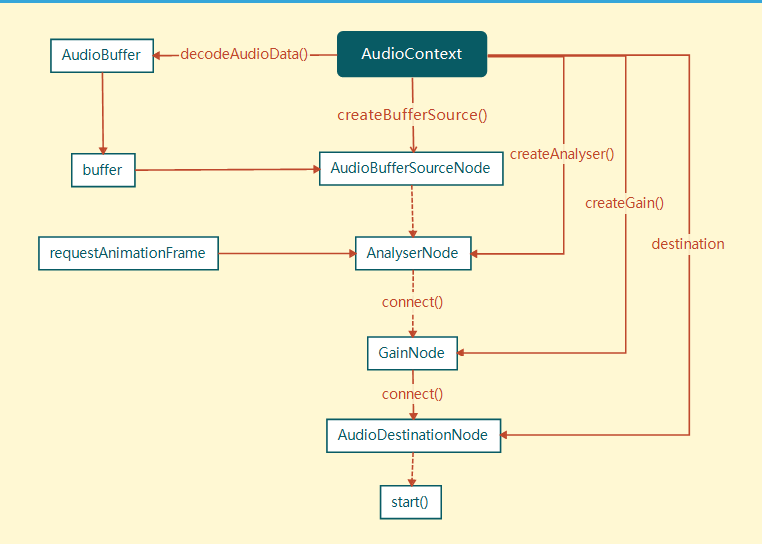 AudioContext
AudioBuffer
decodeAudioData()
createBufferSource()
createAnalyser()
buffer
AudioBufferSourceNode
createGain()
destination
requestAnimationFrame
AnalyserNode
connect()
GainNode
connect()
AudioDestinationNode
start()